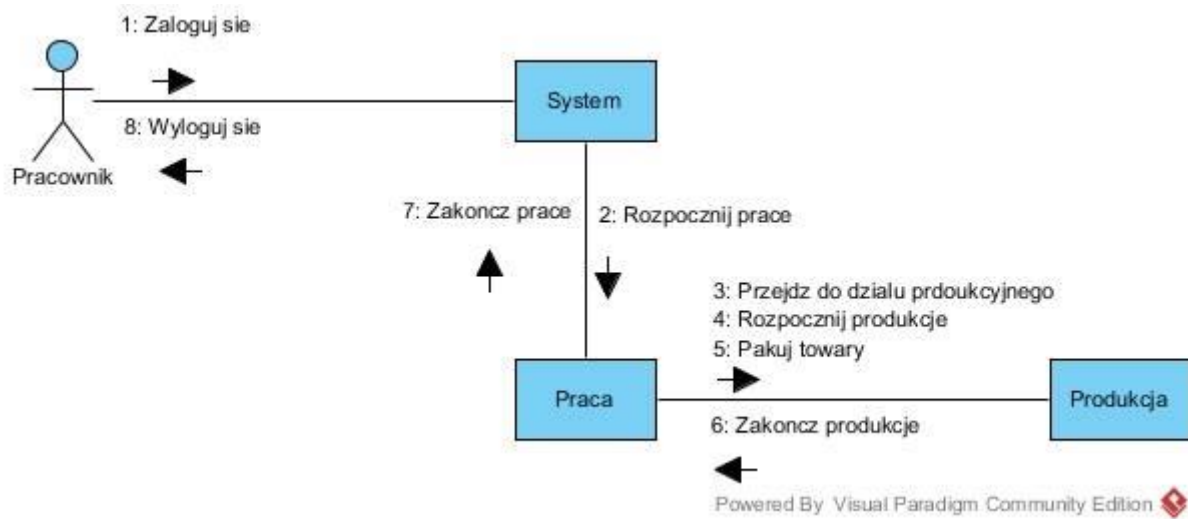 1: Zaloguj sie
System
8: Wyloguj sie
Pracownik
7: Zakoncz prace
2: Rozpocznij prace
3: Przejdz do dzialu prdoukcyjnego
4: Rozpocznij produkcje
5: Pakuj towary
Praca
Produkcja
6: Zakoncz produkcje
Powered By Visual Paradigm Community Edition